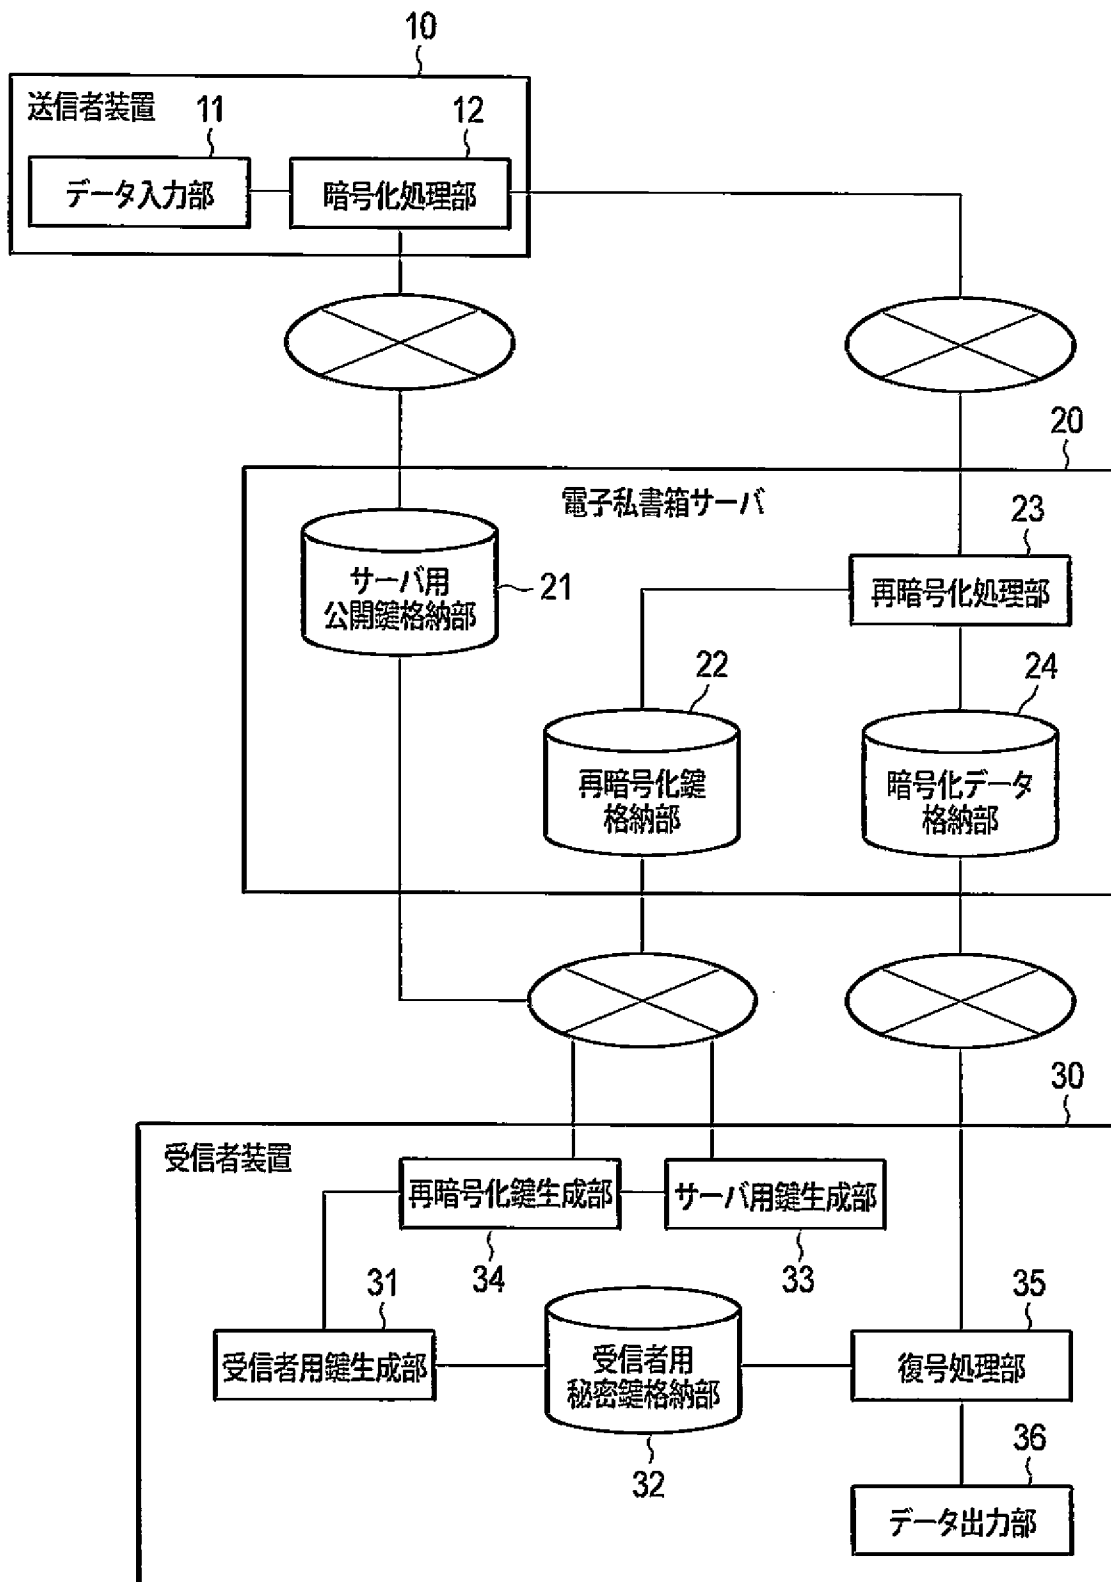 10
送信者装置
11
12
データ入力部
暗号化処理部
20
電子私書箱サーバ
23
サーバ用
公開鍵格納部
21
再暗号化処理部
22
24
再暗号化鍵
格納部
暗号化データ
格納部
30
受信者装置
再暗号化鍵生成部
サーバ用鍵生成部
34
33
31
35
受信者用鍵生成部
受信者用
秘密鍵格納部
復号処理部
32
36
データ出力部